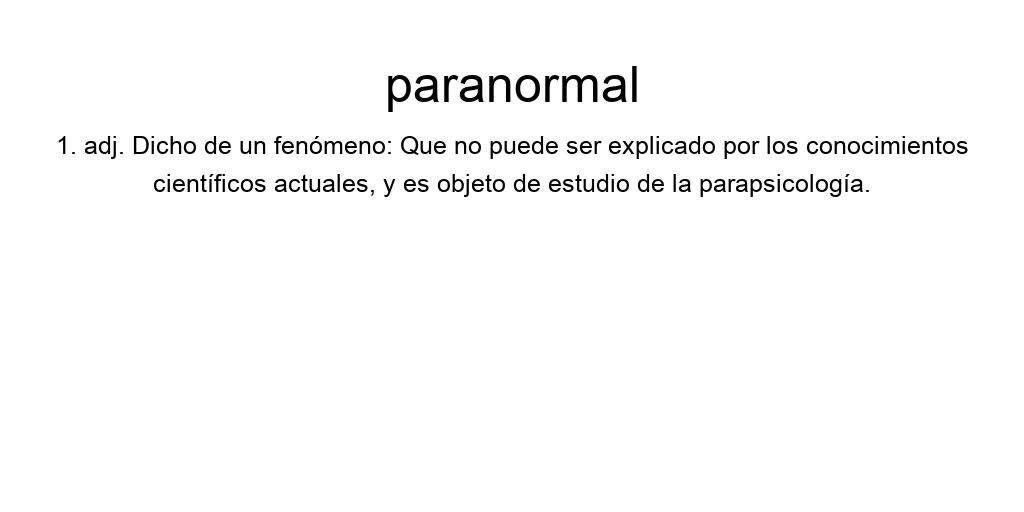 paranormal
1. adj. Dicho de un fenómeno: Que no puede ser explicado por los conocimientos
científicos actuales, y es objeto de estudio de la parapsicología.